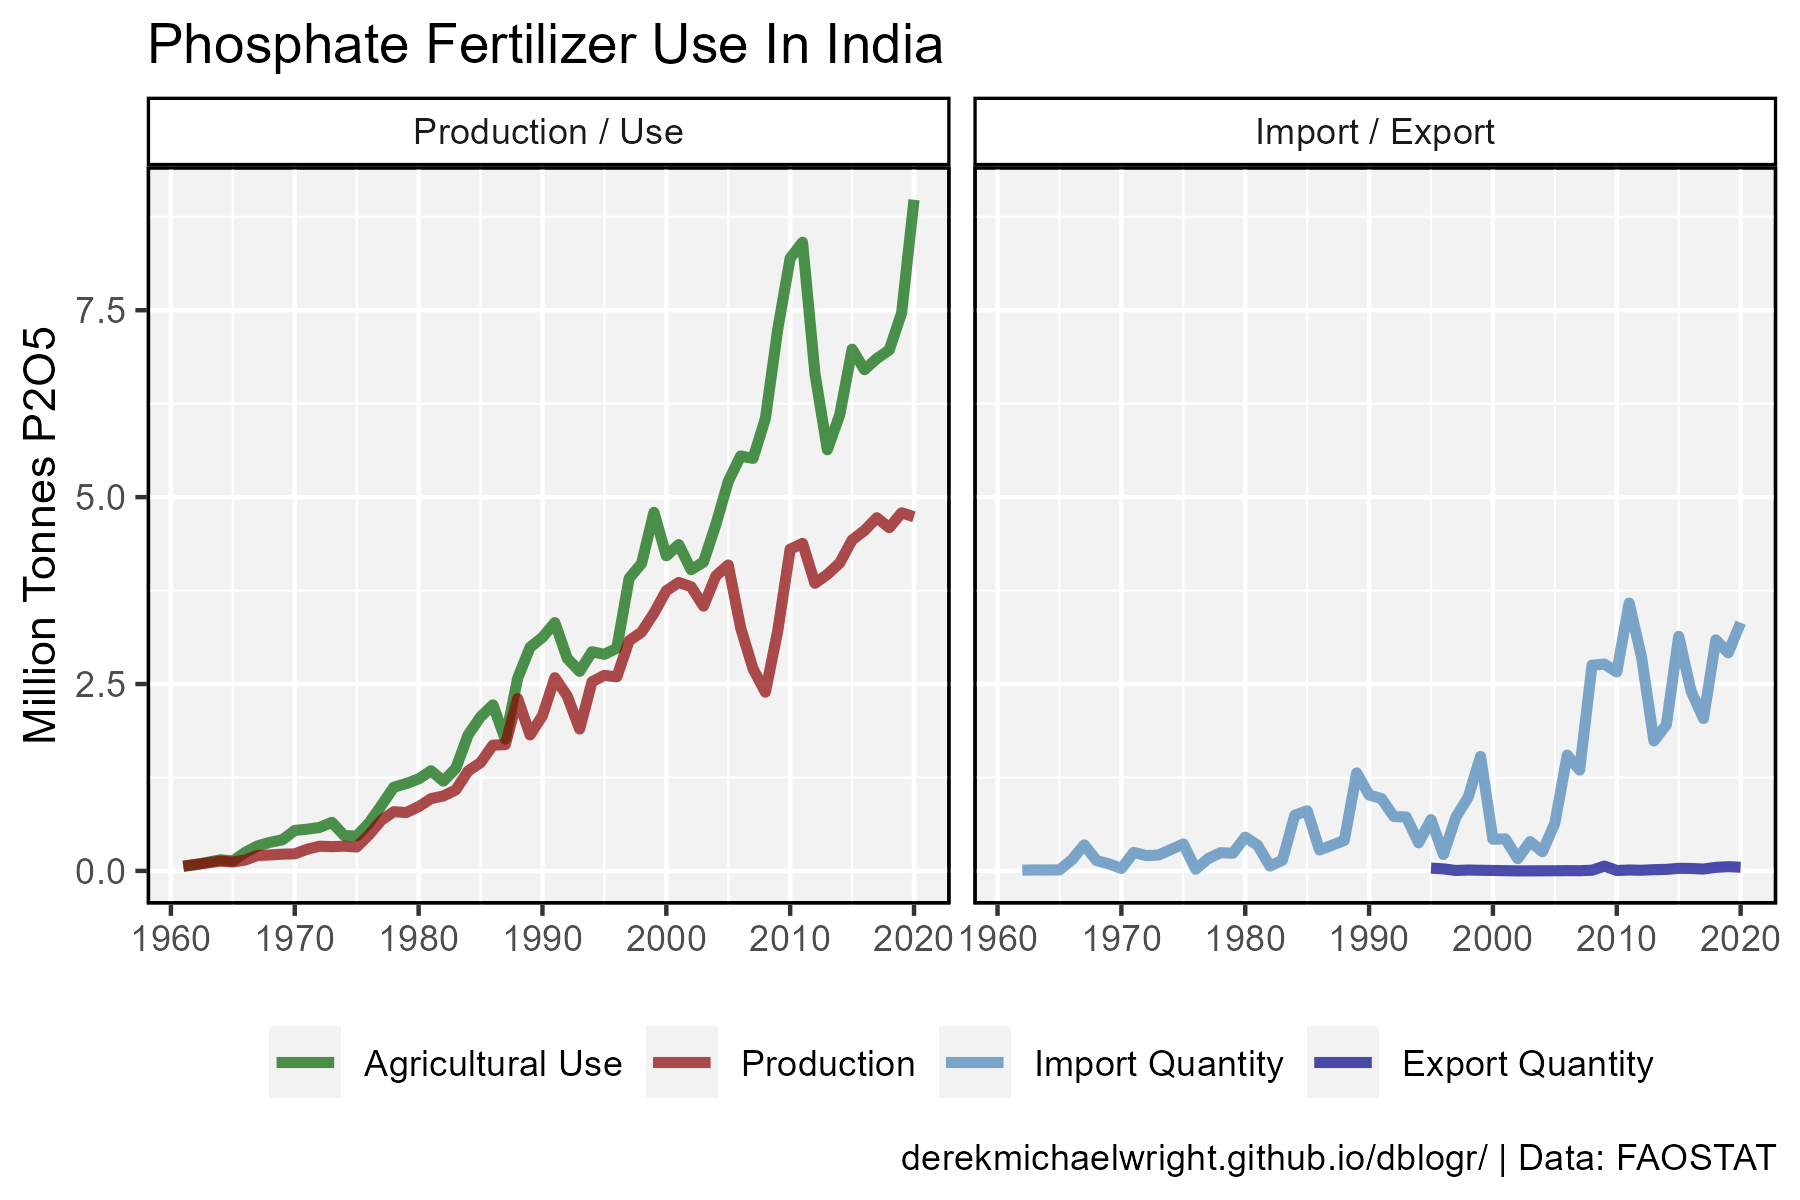 Phosphate Fertilizer Use In India
Production / Use
Import / Export
Million Tonnes P2O5
7.5
5.0
2.5
0.0
1960 1970 1980 1990 2000 2010 2020
1960 1970 1980 1990 2000 2010 2020
Agricultural Use Production Import Quantity Export Quantity
derekmichaelwright.github.io/dblogr/ | Data: FAOSTAT